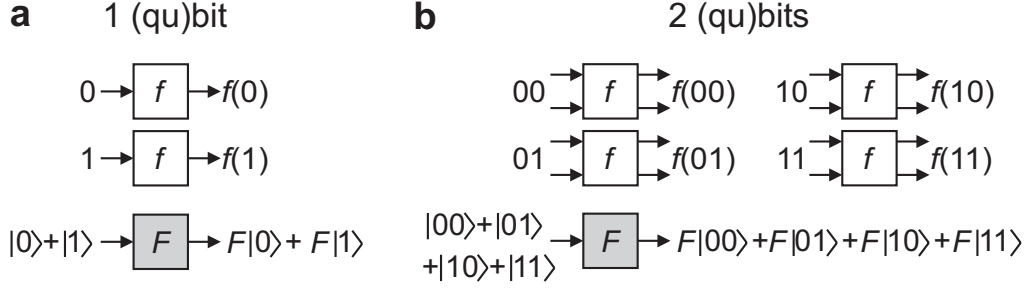 a 1 (qu)bit
0 f f(0)
1 f f(1)
|0⟩+|1⟩ F F|0⟩+ F|1⟩
b 2 (qu)bits
00 f f(00) 10 f f(10)
01 f f(01) 11 f f(11)
|00⟩+|01⟩
+|10⟩+|11⟩ F F|00⟩+F|01⟩+F|10⟩+F|11⟩